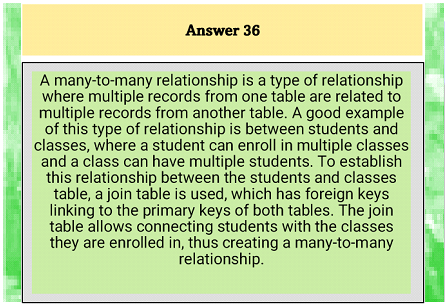 Answer 36
A many-to-many relationship is a type of relationship
where multiple records from one table are related to
multiple records from another table. A good example
of this type of relationship is between students and
classes, where a student can enroll in multiple classes
and a class can have multiple students. To establish
this relationship between the students and classes
table, a join table is used, which has foreign keys
linking to the primary keys of both tables. The join
table allows connecting students with the classes
they are enrolled in, thus creating a many-to-many
relationship.